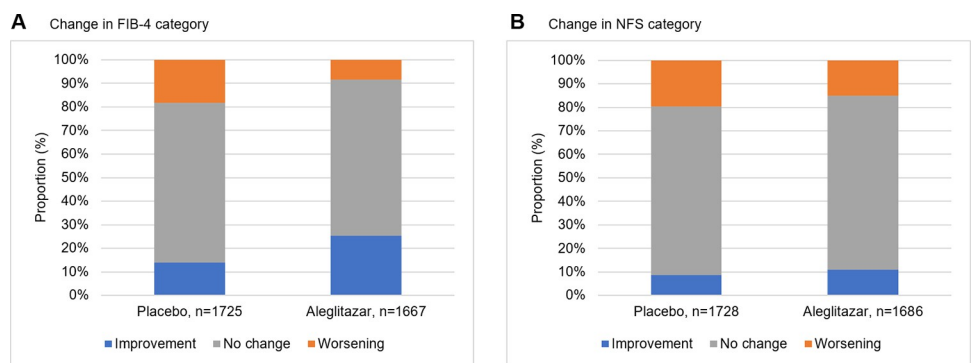 A Change in FIB-4 category
100%
90%
80%
70%
60%
50%
40%
30%
20%
10%
0%
Proportion (%)
Placebo, n=1725 Aleglitazar, n=1667
Improvement No change Worsening
B Change in NFS category
100%
90%
80%
70%
60%
50%
40%
30%
20%
10%
0%
Proportion (%)
Placebo, n=1728 Aleglitazar, n=1686
Improvement No change Worsening